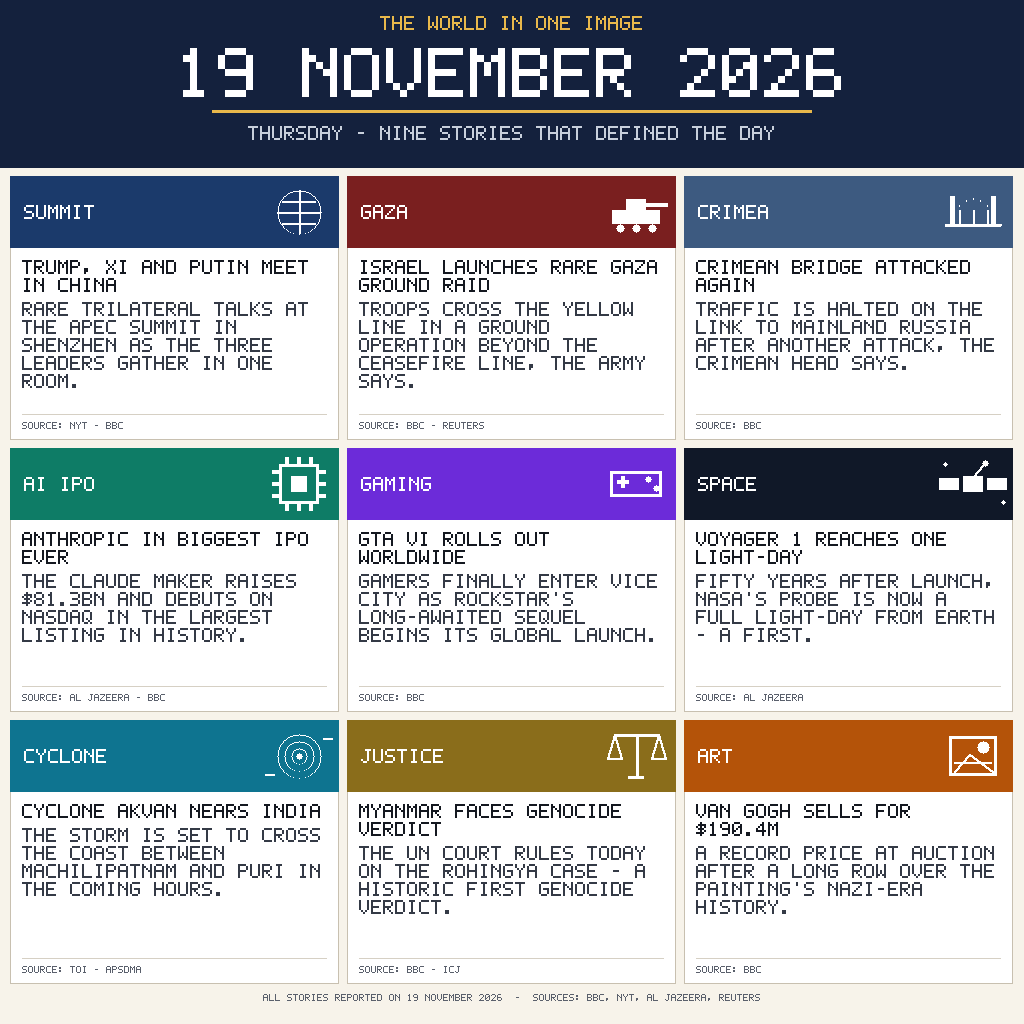 THE WORLD IN ONE IMAGE
19 NOVEMBER 2026
THURSDAY - NINE STORIES THAT DEFINED THE DAY
SUMMIT
TRUMP, XI AND PUTIN MEET
IN CHINA
RARE TRILATERAL TALKS AT
THE APEC SUMMIT IN
SHENZHEN AS THE THREE
LEADERS GATHER IN ONE
ROOM.
SOURCE: NYT - BBC
GAZA
ISRAEL LAUNCHES RARE GAZA
GROUND RAID
TROOPS CROSS THE YELLOW
LINE IN A GROUND
OPERATION BEYOND THE
CEASEFIRE LINE, THE ARMY
SAYS.
SOURCE: BBC - REUTERS
CRIMEA
CRIMEAN BRIDGE ATTACKED
AGAIN
TRAFFIC IS HALTED ON THE
LINK TO MAINLAND RUSSIA
AFTER ANOTHER ATTACK, THE
CRIMEAN HEAD SAYS.
SOURCE: BBC
AI IPO
ANTHROPIC IN BIGGEST IPO
EVER
THE CLAUDE MAKER RAISES
$81.3BN AND DEBUTS ON
NASDAQ IN THE LARGEST
LISTING IN HISTORY.
SOURCE: AL JAZEERA - BBC
GAMING
GTA VI ROLLS OUT
WORLDWIDE
GAMERS FINALLY ENTER VICE
CITY AS ROCKSTAR'S
LONG-AWAITED SEQUEL
BEGINS ITS GLOBAL LAUNCH.
SOURCE: BBC
SPACE
VOYAGER 1 REACHES ONE
LIGHT-DAY
FIFTY YEARS AFTER LAUNCH,
NASA'S PROBE IS NOW A
FULL LIGHT-DAY FROM EARTH
- A FIRST.
SOURCE: AL JAZEERA
CYCLONE
CYCLONE AKVAN NEARS INDIA
THE STORM IS SET TO CROSS
THE COAST BETWEEN
MACHILIPATNAM AND PURI IN
THE COMING HOURS.
SOURCE: TOI - APSDMA
JUSTICE
MYANMAR FACES GENOCIDE
VERDICT
THE UN COURT RULES TODAY
ON THE ROHINGYA CASE - A
HISTORIC FIRST GENOCIDE
VERDICT.
SOURCE: BBC - ICJ
ART
VAN GOGH SELLS FOR
$190.4M
A RECORD PRICE AT AUCTION
AFTER A LONG ROW OVER THE
PAINTING'S NAZI-ERA
HISTORY.
SOURCE: BBC
ALL STORIES REPORTED ON 19 NOVEMBER 2026 - SOURCES: BBC, NYT, AL JAZEERA, REUTERS